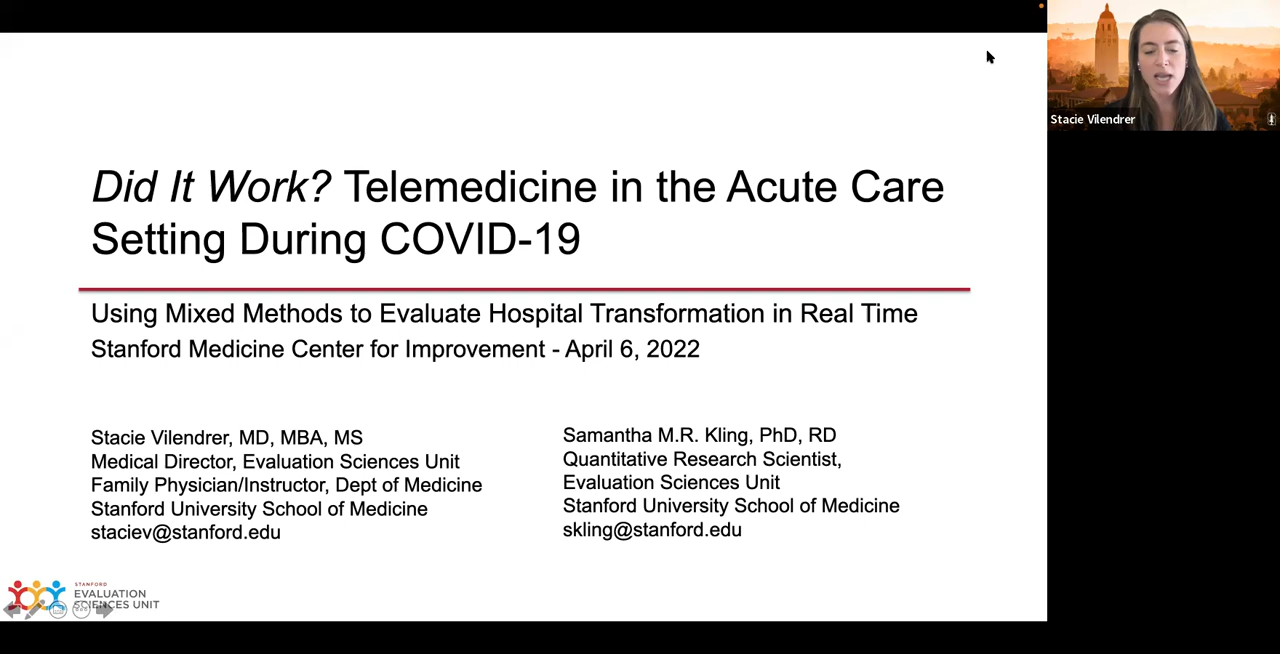 Did It Work? Telemedicine in the Acute Care
Setting During COVID-19
Using Mixed Methods to Evaluate Hospital Transformation in Real Time
Stanford Medicine Center for Improvement - April 6, 2022
Stacie Vilendrer, MD, MBA, MS
Medical Director, Evaluation Sciences Unit
Family Physician/Instructor, Dept of Medicine
Stanford University School of Medicine
staciev@stanford.edu
Samantha M.R. Kling, PhD, RD
Quantitative Research Scientist,
Evaluation Sciences Unit
Stanford University School of Medicine
skling@stanford.edu
STANFORD
EVALUATION
SCIENCES UNIT
Stacie Vilendrer